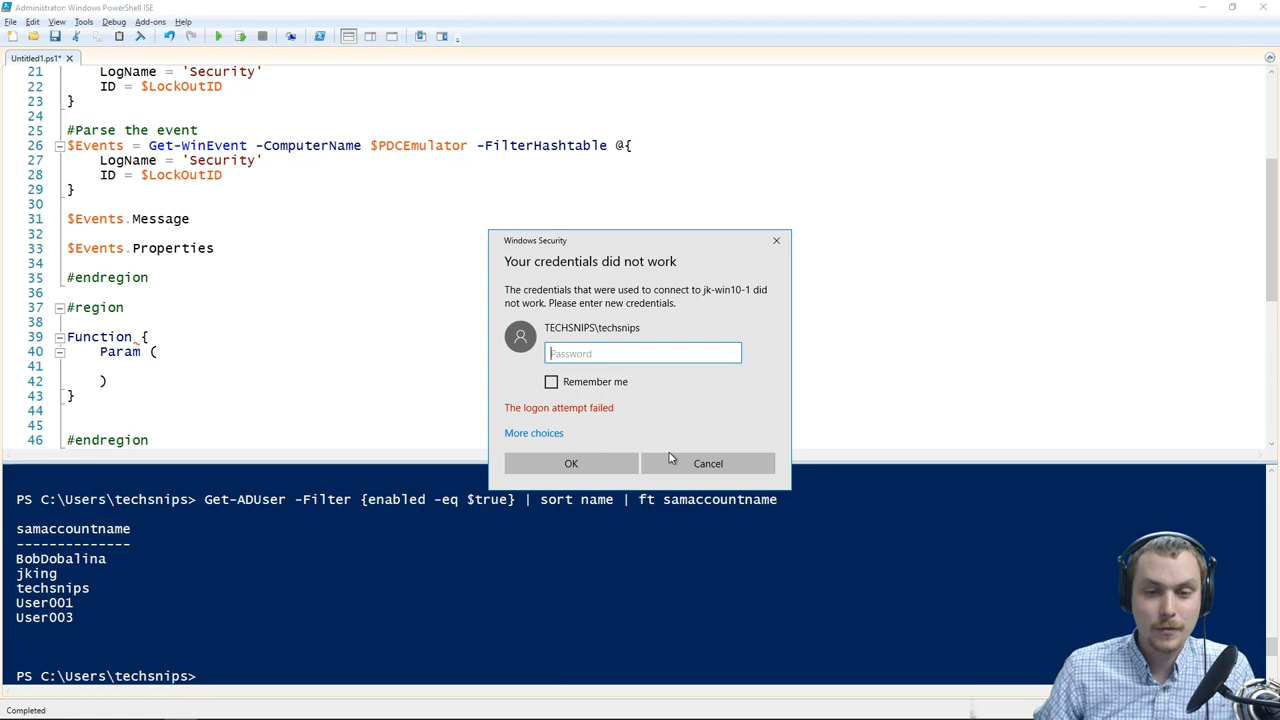 Administrator: Windows PowerShell ISE
File Edit View Tools Debug Add-ons Help
Untitled1.ps1* X
21 LogName = 'Security'
22 ID = $LockOutID
23 }
24
25 #Parse the event
26 $Events = Get-WinEvent -ComputerName $PDCEmulator -FilterHashtable @{
27 LogName = 'Security'
28 ID = $LockOutID
29 }
30
31 $Events.Message
32
33 $Events.Properties
34
35 #endregion
36
37 #region
38
39 Function {
40 Param (
41
42 )
43 }
44
45
46 #endregion
Windows Security
Your credentials did not work
The credentials that were used to connect to jk-win10-1 did
not work. Please enter new credentials.
TECHSNIPS\techsnips
Password
Remember me
The logon attempt failed
More choices
OK Cancel
PS C:\Users\techsnips> Get-ADUser -Filter {enabled -eq $true} | sort name | ft samaccountname
samaccountname
--------------
BobDobalina
jking
techsnips
User001
User003
PS C:\Users\techsnips>
Completed